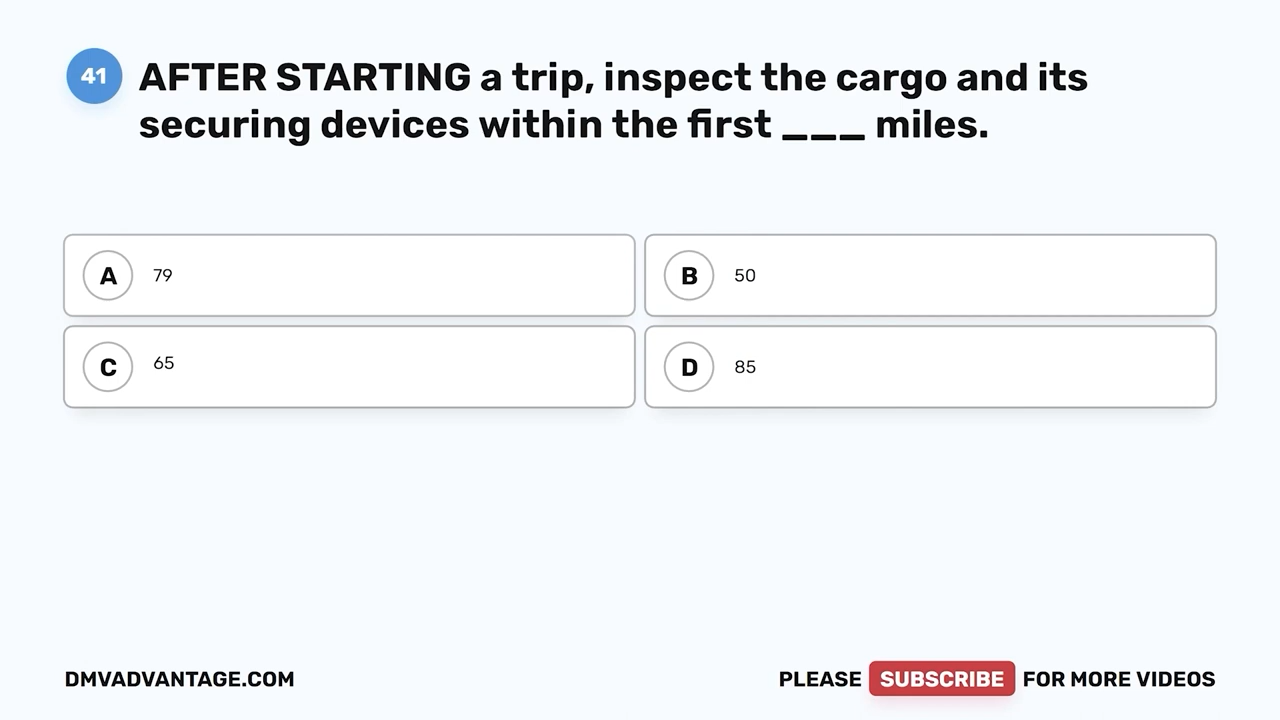 41
AFTER STARTING a trip, inspect the cargo and its
securing devices within the first ___ miles.
A 79
B 50
C 65
D 85
DMVADVANTAGE.COM
PLEASE SUBSCRIBE FOR MORE VIDEOS